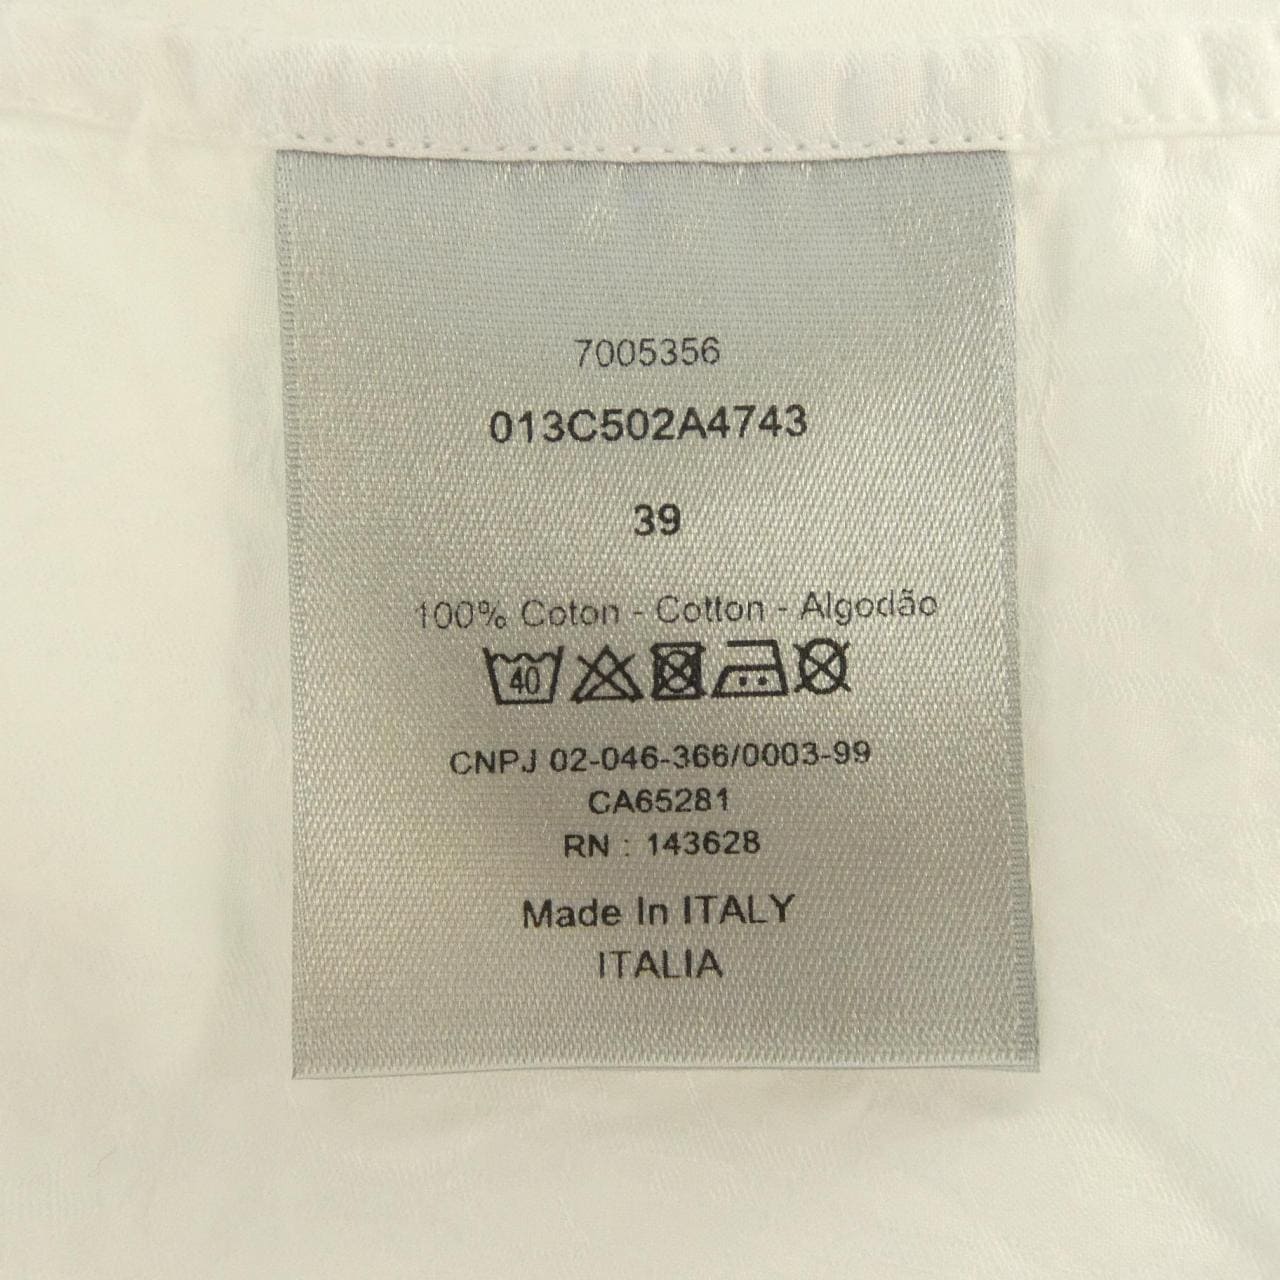 7005356
013C502A4743
39
100% Coton - Cotton - Algodão
40
CNPJ 02-046-366/0003-99
CA65281
RN : 143628
Made In ITALY
ITALIA